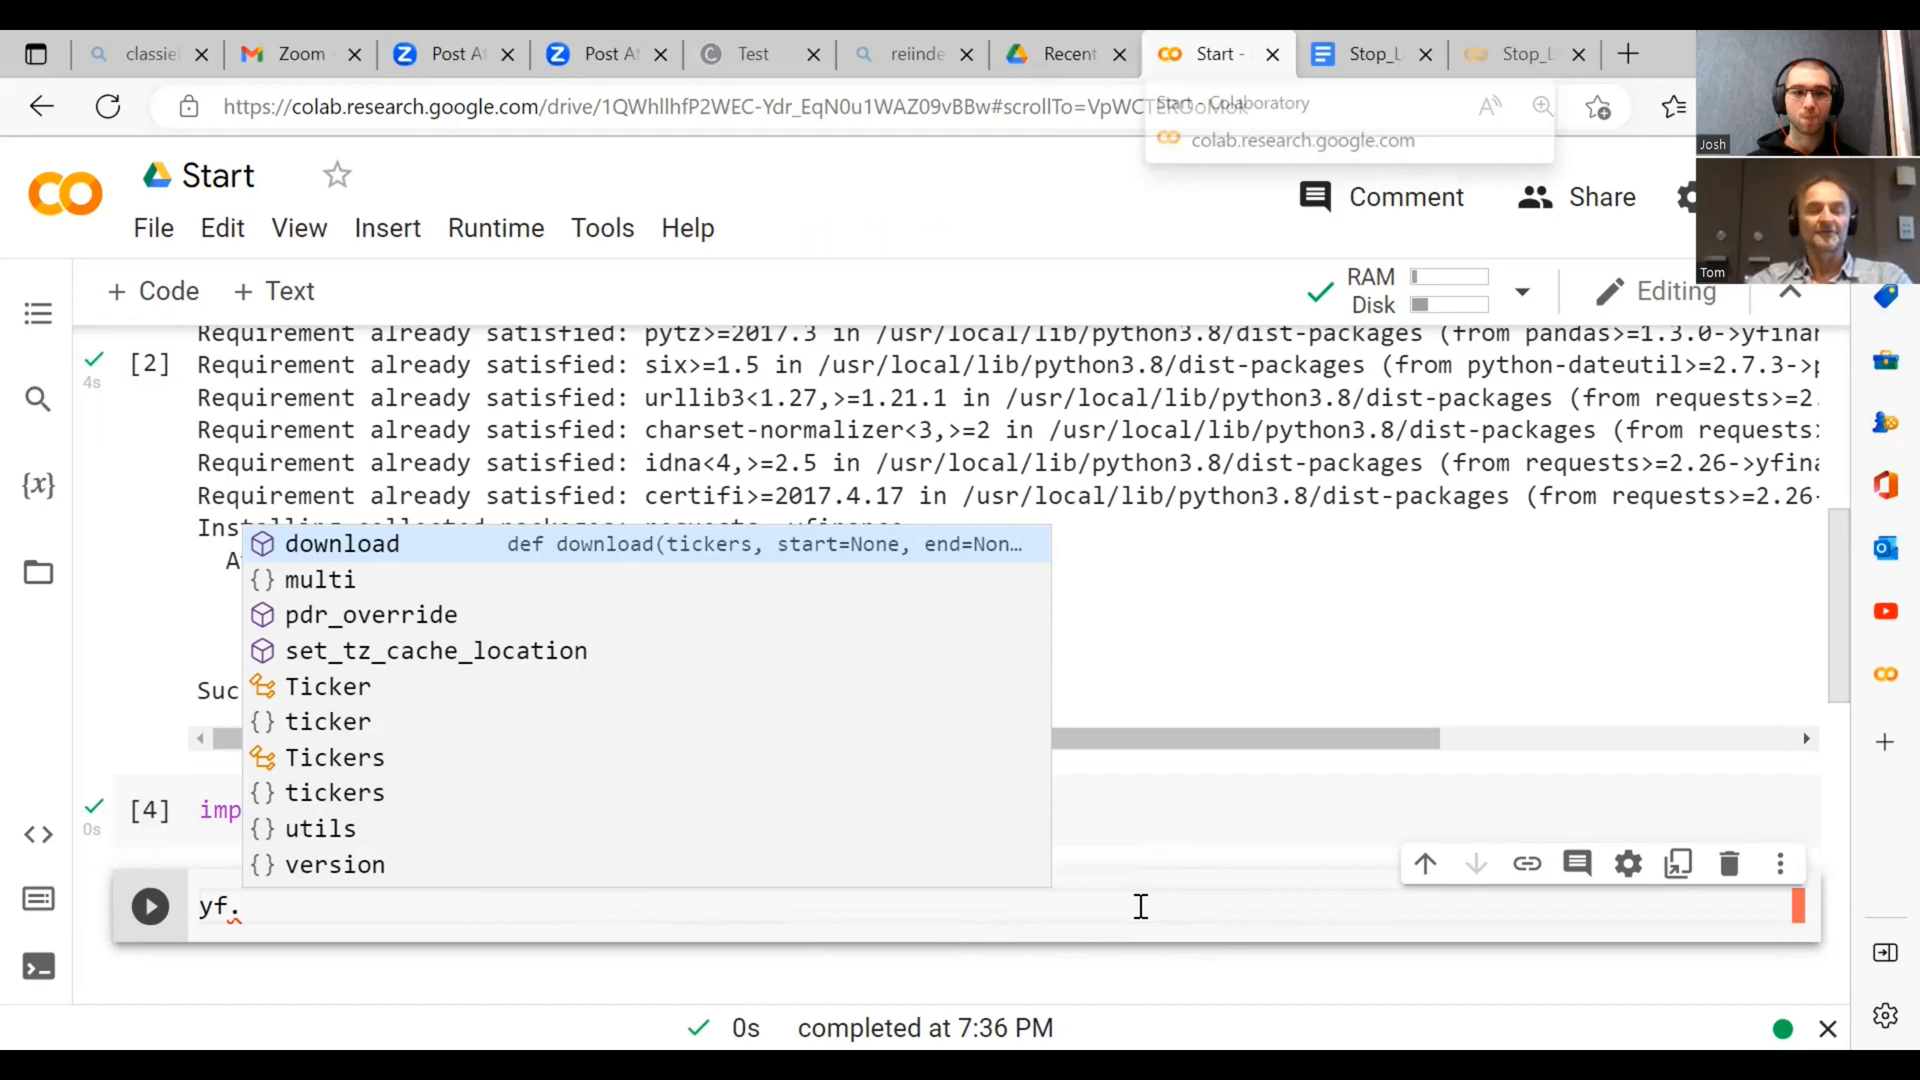 classie
Zoom
Post A
Post A
Test
reiinde
Recent
Start -
Stop_L
Stop_L
https://colab.research.google.com/drive/1QWhllhfP2WEC-Ydr_EqN0u1WAZ09vBBw#scrollTo=VpWCT
Start - Colaboratory
colab.research.google.com
Josh
Tom
Start
File Edit View Insert Runtime Tools Help
Comment
Share
+ Code + Text
RAM
Disk
Editing
Requirement already satisfied: pytz>=2017.3 in /usr/local/lib/python3.8/dist-packages (from pandas>=1.3.0->yfinan
[2] Requirement already satisfied: six>=1.5 in /usr/local/lib/python3.8/dist-packages (from python-dateutil>=2.7.3->p
4s
Requirement already satisfied: urllib3<1.27,>=1.21.1 in /usr/local/lib/python3.8/dist-packages (from requests>=2.
Requirement already satisfied: charset-normalizer<3,>=2 in /usr/local/lib/python3.8/dist-packages (from requests>
Requirement already satisfied: idna<4,>=2.5 in /usr/local/lib/python3.8/dist-packages (from requests>=2.26->yfina
Requirement already satisfied: certifi>=2017.4.17 in /usr/local/lib/python3.8/dist-packages (from requests>=2.26-
Installing collected packages: requests, yfinance
download def download(tickers, start=None, end=Non…
A
multi
pdr_override
set_tz_cache_location
Suc
Ticker
ticker
Tickers
tickers
[4] imp
0s
utils
version
yf.
0s completed at 7:36 PM